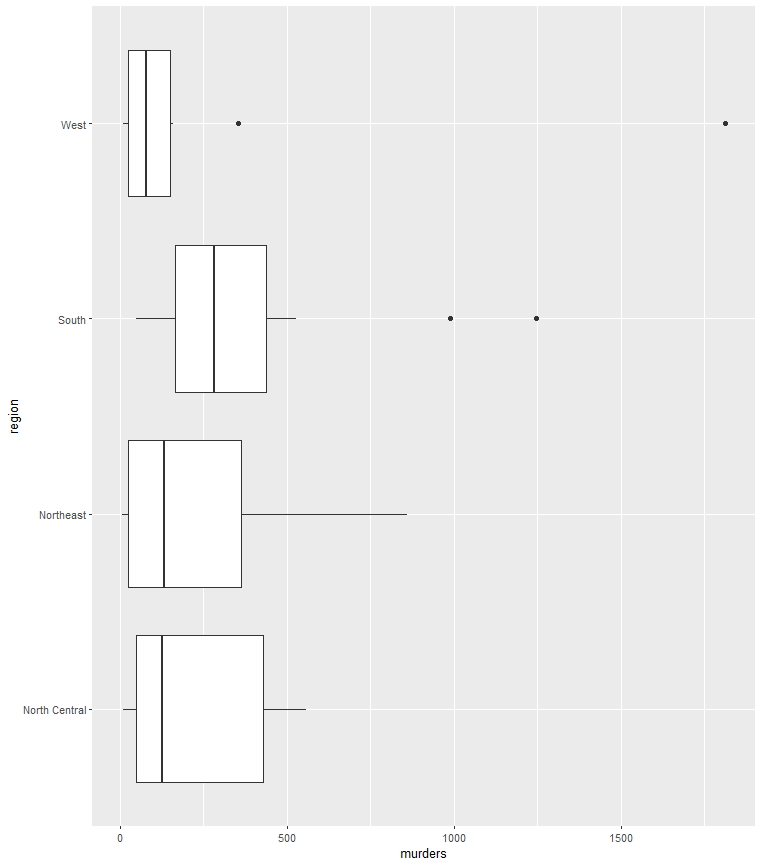 West
South
region
Northeast
North Central
0 500 1000 1500
murders